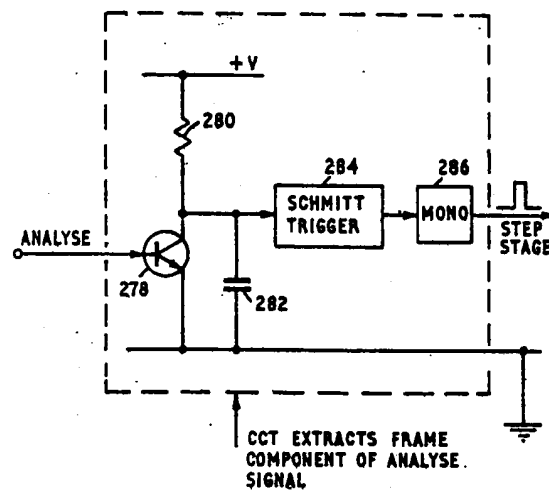 +V
280
284
286
SCHMITT
TRIGGER
MONO
STEP
STAGE
ANALYSE
278
282
CCT EXTRACTS FRAME
COMPONENT OF ANALYSE.
SIGNAL